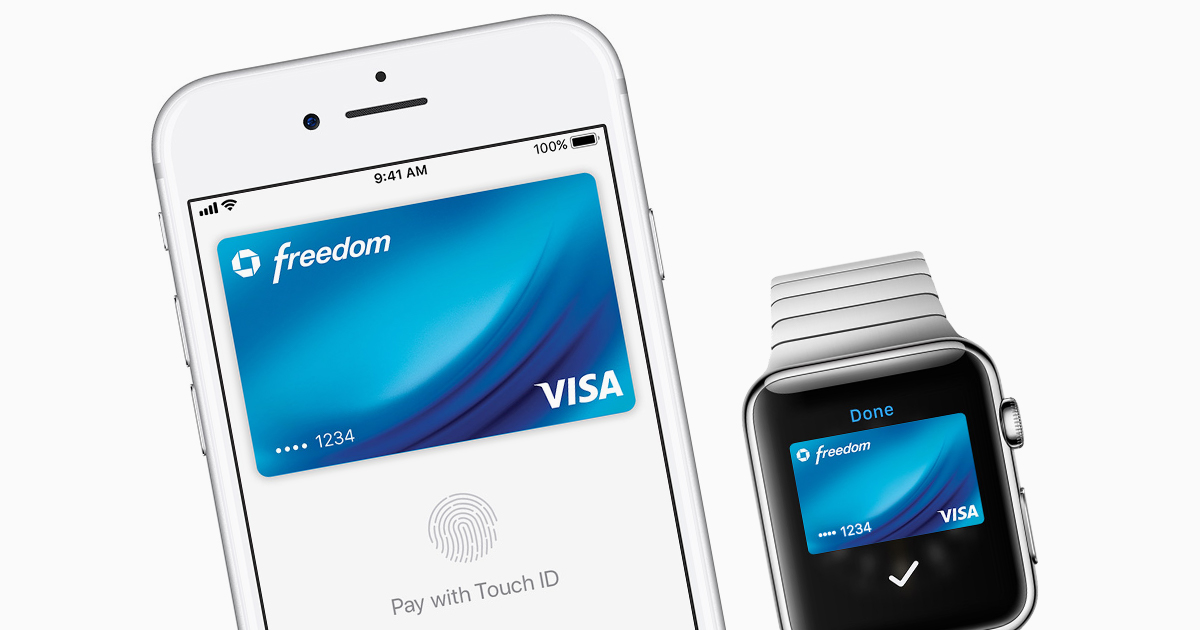 100%
9:41 AM
freedom
VISA
•••• 1234
Pay with Touch ID
Done
freedom
•••• 1234
VISA